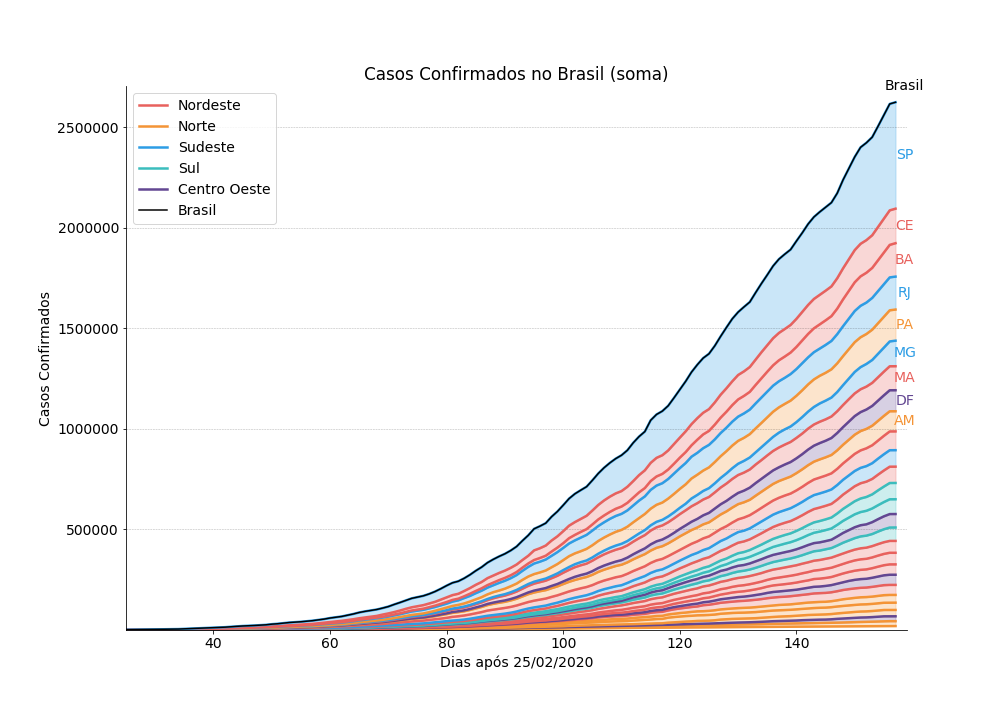 Casos Confirmados no Brasil (soma)
Brasil
Nordeste
Norte
Sudeste
Sul
Centro Oeste
Brasil
2500000
2000000
1500000
1000000
500000
Casos Confirmados
SP
CE
BA
RJ
PA
MG
MA
DF
AM
40
60
80
100
120
140
Dias após 25/02/2020